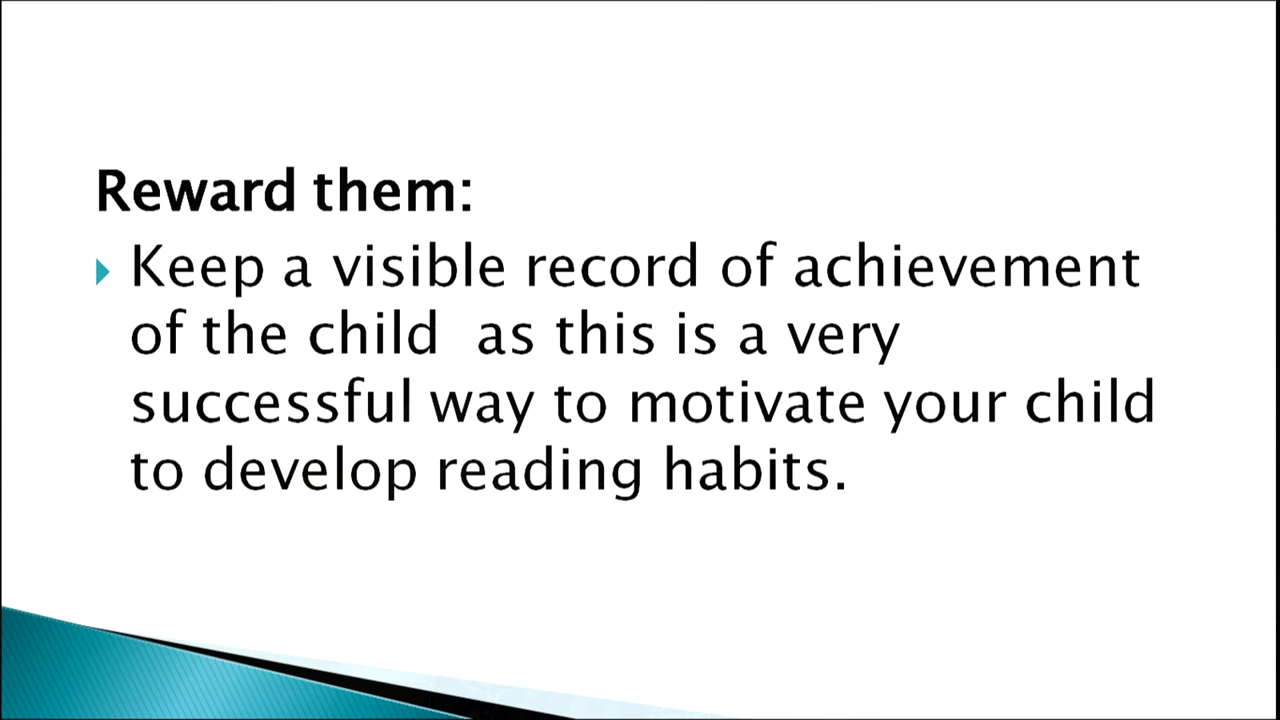 Reward them:
Keep a visible record of achievement
of the child  as this is a very
successful way to motivate your child
to develop reading habits.